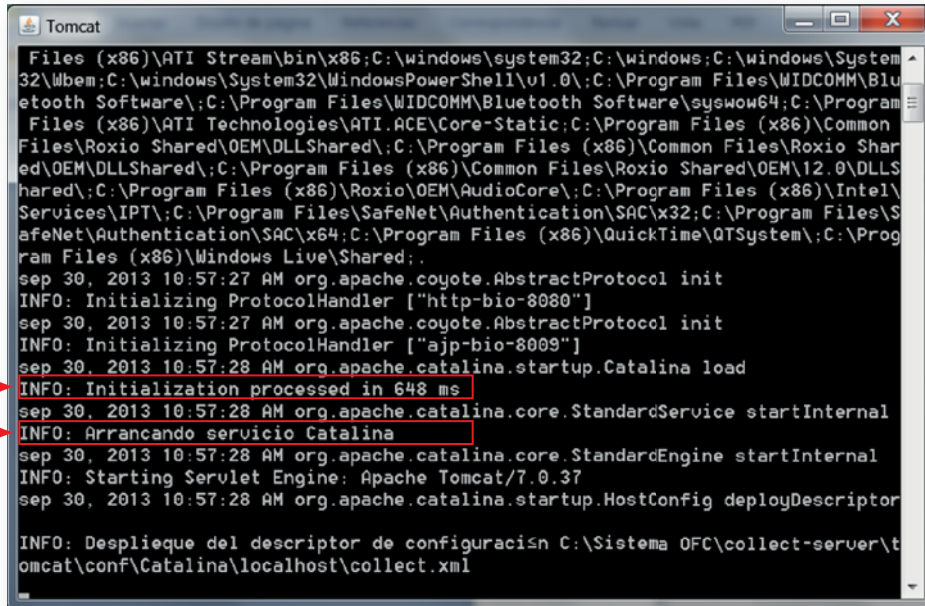 Tomcat
Files (x86)\ATI Stream\bin\x86;C:\windows\system32;C:\windows;C:\windows\System
32\Wbem;C:\windows\System32\WindowsPowerShell\v1.0\;C:\Program Files\WIDCOMM\Blu
etooth Software\;C:\Program Files\WIDCOMM\Bluetooth Software\syswow64;C:\Program
Files (x86)\ATI Technologies\ATI.ACE\Core-Static;C:\Program Files (x86)\Common
Files\Roxio Shared\OEM\DLLShared\;C:\Program Files (x86)\Common Files\Roxio Shar
ed\OEM\DLLShared\;C:\Program Files (x86)\Common Files\Roxio Shared\OEM\12.0\DLLS
hared\;C:\Program Files (x86)\Roxio\OEM\AudioCore\;C:\Program Files (x86)\Intel\
Services\IPT\;C:\Program Files\SafeNet\Authentication\SAC\x32;C:\Program Files\S
afeNet\Authentication\SAC\x64;C:\Program Files (x86)\QuickTime\QTSystem\;C:\Prog
ram Files (x86)\Windows Live\Shared;.
sep 30, 2013 10:57:27 AM org.apache.coyote.AbstractProtocol init
INFO: Initializing ProtocolHandler ["http-bio-8080"]
sep 30, 2013 10:57:27 AM org.apache.coyote.AbstractProtocol init
INFO: Initializing ProtocolHandler ["ajp-bio-8009"]
sep 30, 2013 10:57:28 AM org.apache.catalina.startup.Catalina load
INFO: Initialization processed in 648 ms
sep 30, 2013 10:57:28 AM org.apache.catalina.core.StandardService startInternal
INFO: Arrancando servicio Catalina
sep 30, 2013 10:57:28 AM org.apache.catalina.core.StandardEngine startInternal
INFO: Starting Servlet Engine: Apache Tomcat/7.0.37
sep 30, 2013 10:57:28 AM org.apache.catalina.startup.HostConfig deployDescriptor
INFO: Desplieque del descriptor de configuraci≤n C:\Sistema OFC\collect-server\t
omcat\conf\Catalina\localhost\collect.xml